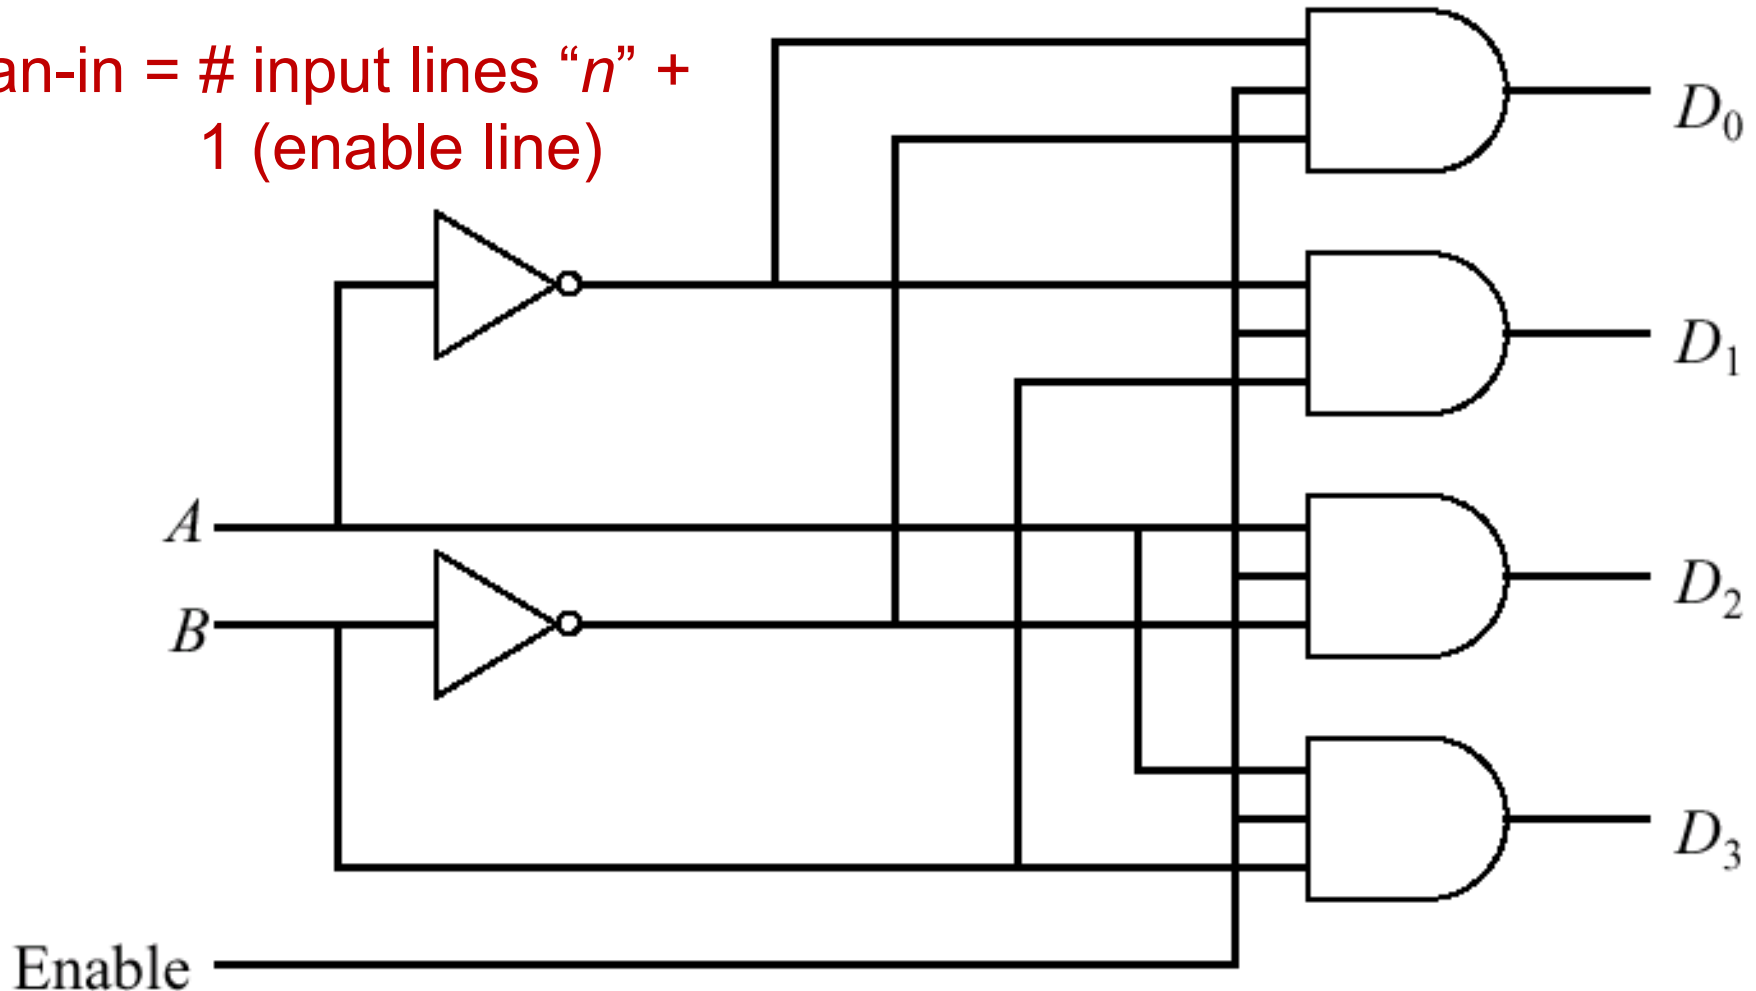 an-in = # input lines “n” +
1 (enable line)
D0
D1
A
D2
B
D3
Enable